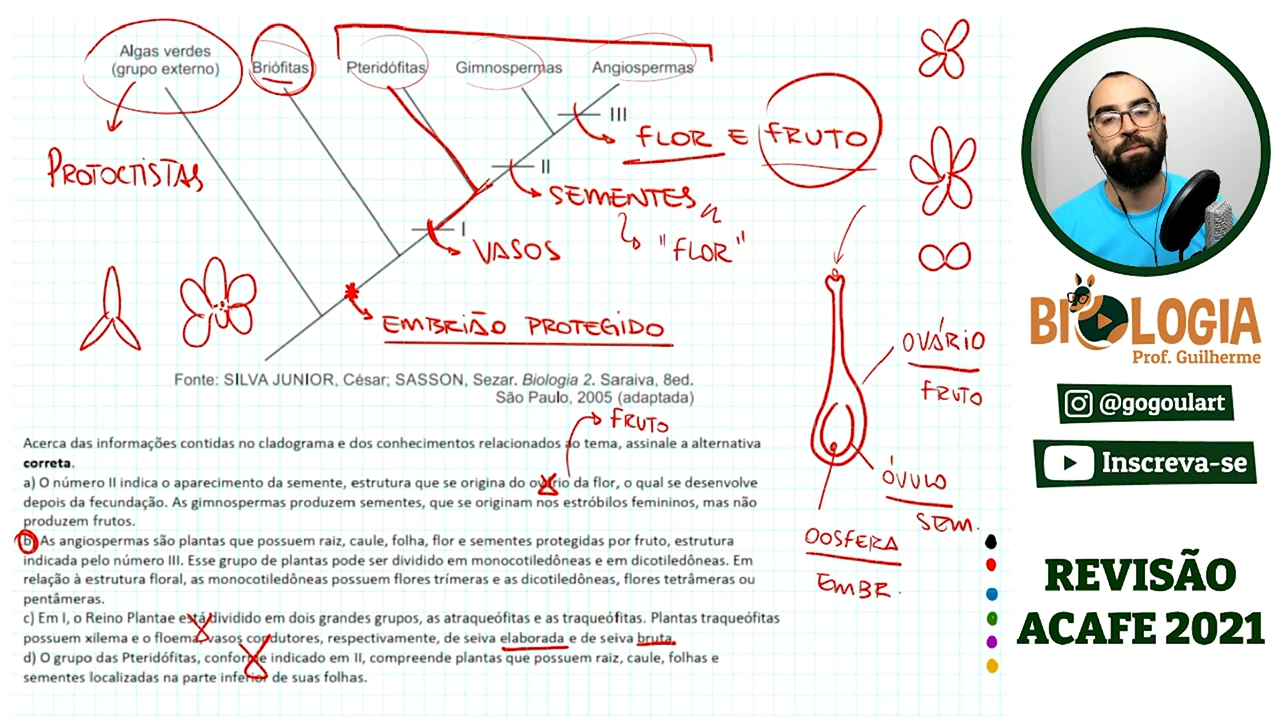 Algas verdes
(grupo externo)
Briófitas
Pteridófitas
Gimnospermas
Angiospermas
III
FLOR E FRUTO
II
SEMENTES
"FLOR"
I
VASOS
PROTOCTISTAS
EMBRIÃO PROTEGIDO
Fonte: SILVA JUNIOR, César; SASSON, Sezar. Biologia 2. Saraiva, 8ed.
São Paulo, 2005 (adaptada)
FRUTO
Acerca das informações contidas no cladograma e dos conhecimentos relacionados ao tema, assinale a alternativa
correta.
a) O número II indica o aparecimento da semente, estrutura que se origina do ovário da flor, o qual se desenvolve
depois da fecundação. As gimnospermas produzem sementes, que se originam nos estróbilos femininos, mas não
produzem frutos.
b) As angiospermas são plantas que possuem raiz, caule, folha, flor e sementes protegidas por fruto, estrutura
indicada pelo número III. Esse grupo de plantas pode ser dividido em monocotiledôneas e em dicotiledôneas. Em
relação à estrutura floral, as monocotiledôneas possuem flores trímeras e as dicotiledôneas, flores tetrâmeras ou
pentâmeras.
c) Em I, o Reino Plantae está dividido em dois grandes grupos, as atraqueófitas e as traqueófitas. Plantas traqueófitas
possuem xilema e o floema, vasos condutores, respectivamente, de seiva elaborada e de seiva bruta.
d) O grupo das Pteridófitas, conforme indicado em II, compreende plantas que possuem raiz, caule, folhas e
sementes localizadas na parte inferior de suas folhas.
OVÁRIO
FRUTO
ÓVULO
SEM.
OOSFERA
EMBR.
BIOLOGIA
Prof. Guilherme
@gogoulart
Inscreva-se
REVISÃO
ACAFE 2021